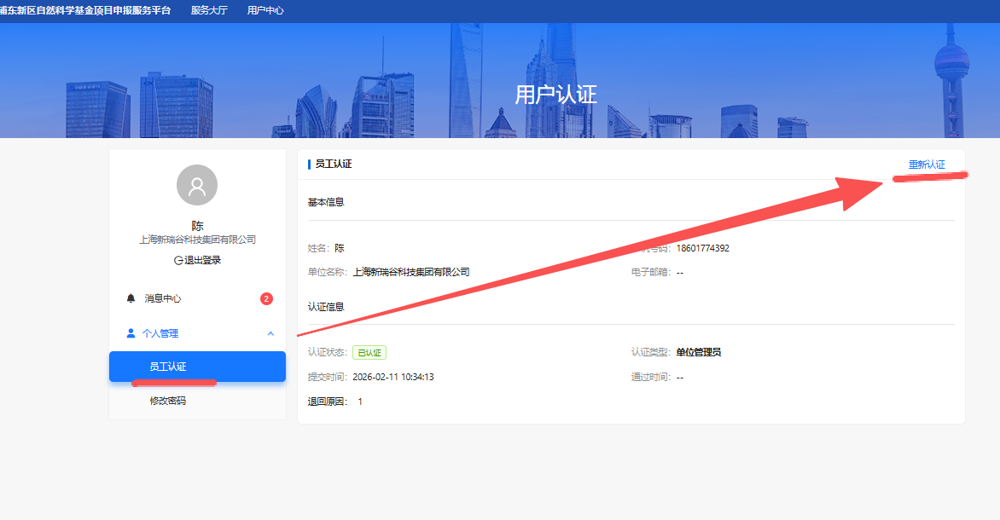 浦东新区自然科学基金项目申报服务平台 服务大厅 用户中心
用户认证
陈
上海新瑞谷科技集团有限公司
退出登录
消息中心 2
个人管理
员工认证
修改密码
员工认证 重新认证
基本信息
姓名: 陈 号码: 18601774392
单位名称: 上海新瑞谷科技集团有限公司 电子邮箱: --
认证信息
认证状态: 已认证 认证类型: 单位管理员
提交时间: 2026-02-11 10:34:13 通过时间: --
退回原因: 1